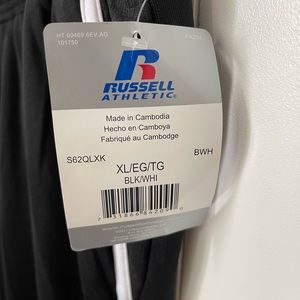 HT.00469 6EV.AG
101750
RUSSELL
ATHLETIC
Made in Cambodia
Hecho en Camboya
Fabriqué au Cambodge
S62QLXK
BWH
XL/EG/TG
BLK/WHI